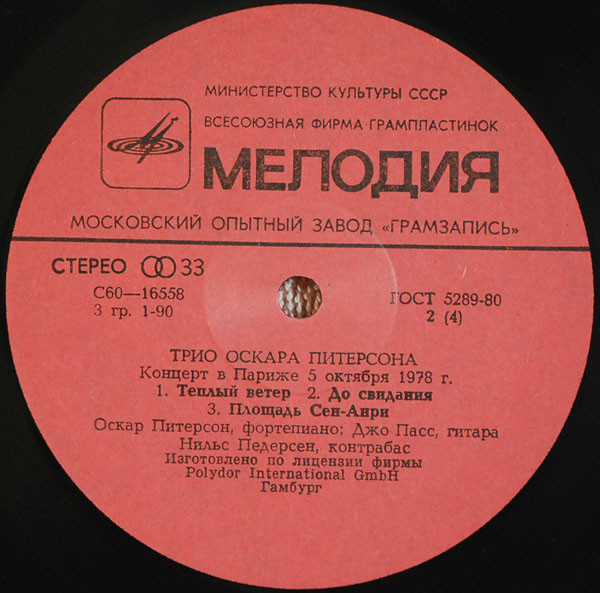 МИНИСТЕРСТВО КУЛЬТУРЫ СССР
ВСЕСОЮЗНАЯ ФИРМА ГРАМПЛАСТИНОК
МЕЛОДИЯ
МОСКОВСКИЙ ОПЫТНЫЙ ЗАВОД «ГРАМЗАПИСЬ»
СТЕРЕО 33
С60—16558
ГОСТ 5289-80
3 гр. 1-90
2 (4)
ТРИО ОСКАРА ПИТЕРСОНА
Концерт в Париже 5 октября 1978 г.
1. Теплый ветер 2. До свидания
3. Площадь Сен-Анри
Оскар Питерсон, фортепиано; Джо Пасс, гитара
Нильс Педерсен, контрабас
Изготовлено по лицензии фирмы
Polydor International GmbH
Гамбург